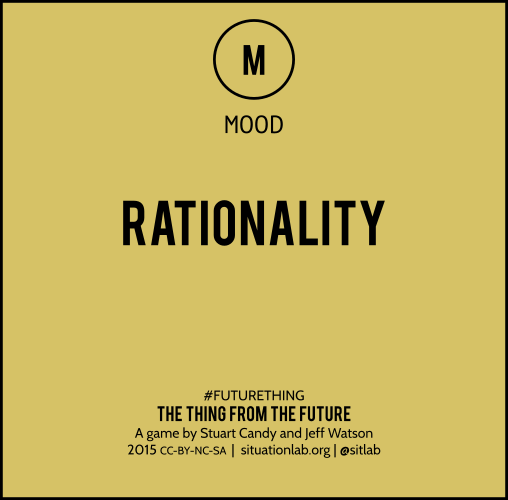 M
MOOD
RATIONALITY
#FUTURETHING
THE THING FROM THE FUTURE
A game by Stuart Candy and Jeff Watson
2015 CC-BY-NC-SA | situationlab.org | @sitlab